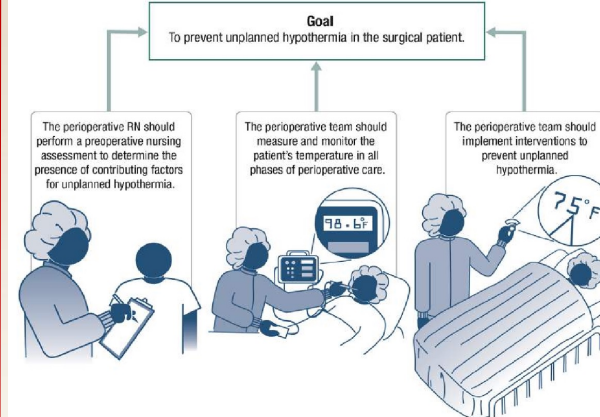 Goal
To prevent unplanned hypothermia in the surgical patient.
The perioperative RN should
perform a preoperative nursing
assessment to determine the
presence of contributing factors
for unplanned hypothermia.
The perioperative team should
measure and monitor the
patient's temperature in all
phases of perioperative care.
The perioperative team should
implement interventions to
prevent unplanned
hypothermia.
98.6°F
75°F